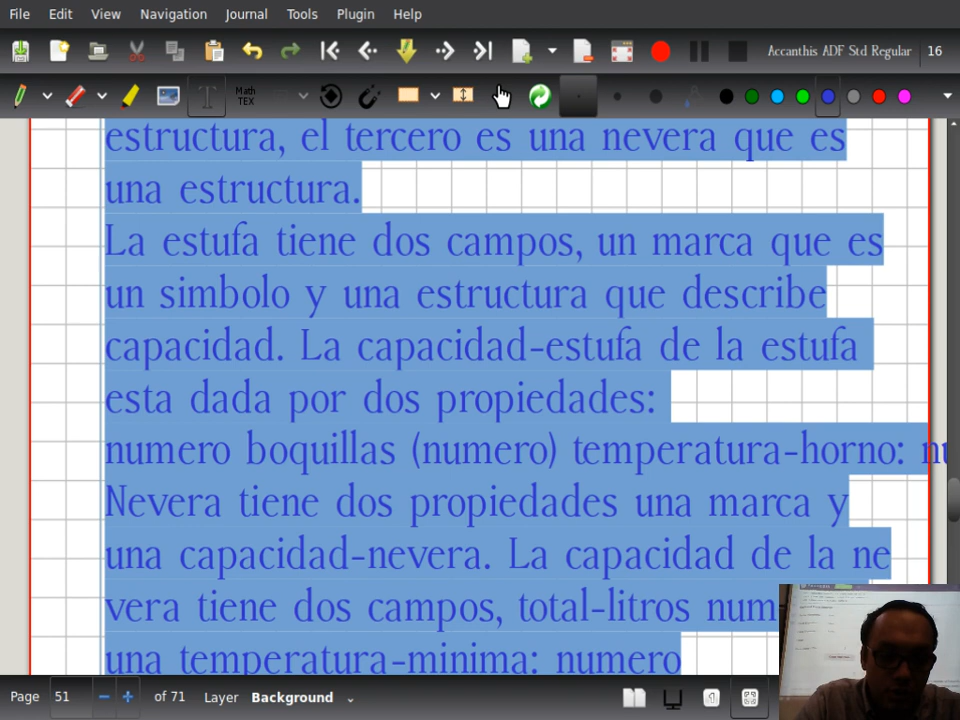 File Edit View Navigation Journal Tools Plugin Help
Accanthis ADF Std Regular 16
Math TEX
estructura, el tercero es una nevera que es
una estructura.
La estufa tiene dos campos, un marca que es
un simbolo y una estructura que describe
capacidad. La capacidad-estufa de la estufa
esta dada por dos propiedades:
numero boquillas (numero) temperatura-horno:
Nevera tiene dos propiedades una marca y
una capacidad-nevera. La capacidad de la ne
vera tiene dos campos, total-litros num
una temperatura-minima: numero
Page 51 of 71 Layer Background